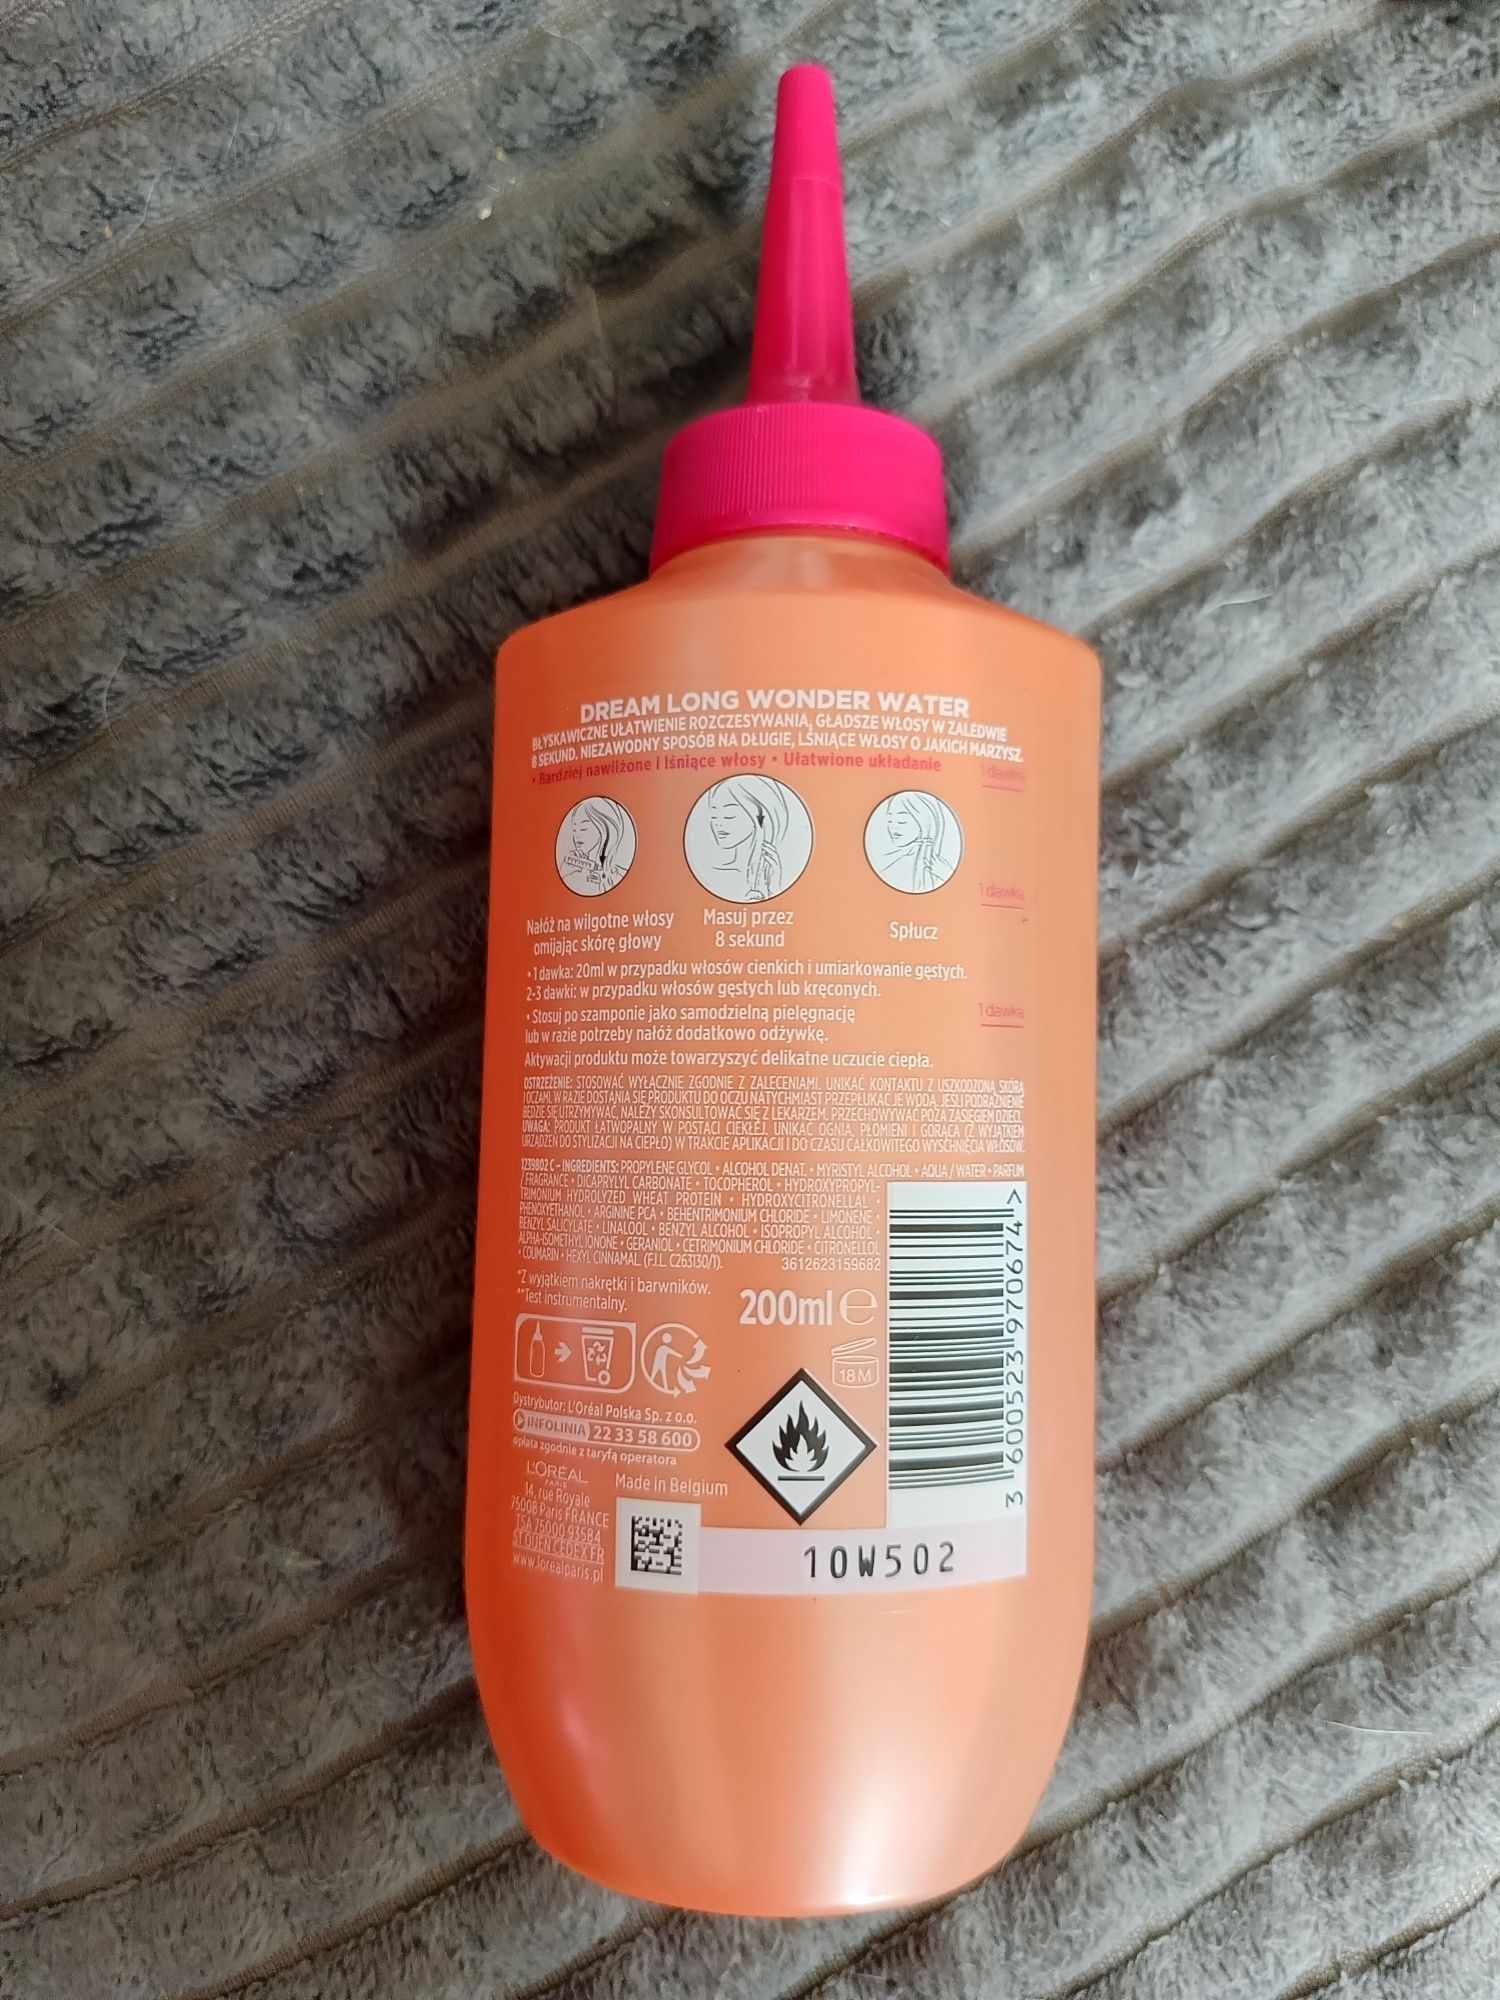 DREAM LONG WONDER WATER
BŁYSKAWICZNE UŁATWIENIE ROZCZESYWANIA, GŁADSZE WŁOSY W ZALEDWIE
8 SEKUND. NIEZAWODNY SPOSÓB NA DŁUGIE, LŚNIĄCE WŁOSY O JAKICH MARZYSZ.
• Bardziej nawilżone i lśniące włosy • Ułatwione układanie
1 dawka
1 dawka
Nałóż na wilgotne włosy
omijając skórę głowy
Masuj przez
8 sekund
Spłucz
• 1 dawka: 20ml w przypadku włosów cienkich i umiarkowanie gęstych.
2-3 dawki: w przypadku włosów gęstych lub kręconych.
1 dawka
• Stosuj po szamponie jako samodzielną pielęgnację
lub w razie potrzeby nałóż dodatkowo odżywkę.
Aktywacji produktu może towarzyszyć delikatne uczucie ciepła.
OSTRZEŻENIE: STOSOWAĆ WYŁĄCZNIE ZGODNIE Z ZALECENIAMI. UNIKAĆ KONTAKTU Z USZKODZONĄ SKÓRĄ
I OCZAMI. W RAZIE DOSTANIA SIĘ PRODUKTU DO OCZU NATYCHMIAST PRZEPŁUKAĆ JE WODĄ. JEŚLI PODRAŻNIENIE
BĘDZIE SIĘ UTRZYMYWAĆ, NALEŻY SKONSULTOWAĆ SIĘ Z LEKARZEM. PRZECHOWYWAĆ POZA ZASIĘGIEM DZIECI.
UWAGA: PRODUKT ŁATWOPALNY W POSTACI CIEKŁEJ. UNIKAĆ OGNIA, PŁOMIENI I GORĄCA (Z WYJĄTKIEM
URZĄDZEŃ DO STYLIZACJI NA CIEPŁO) W TRAKCIE APLIKACJI I DO CZASU CAŁKOWITEGO WYSCHNIĘCIA WŁOSÓW.
1239802 C - INGREDIENTS: PROPYLENE GLYCOL • ALCOHOL DENAT. • MYRISTYL ALCOHOL • AQUA / WATER • PARFUM
/ FRAGRANCE • DICAPRYLYL CARBONATE • TOCOPHEROL • HYDROXYPROPYL-
TRIMONIUM HYDROLYZED WHEAT PROTEIN • HYDROXYCITRONELLAL •
PHENOXYETHANOL • ARGININE PCA • BEHENTRIMONIUM CHLORIDE • LIMONENE •
BENZYL SALICYLATE • LINALOOL • BENZYL ALCOHOL • ISOPROPYL ALCOHOL •
ALPHA-ISOMETHYL IONONE • GERANIOL • CETRIMONIUM CHLORIDE • CITRONELLOL
• COUMARIN • HEXYL CINNAMAL. (F.I.L. C263130/1). 3612623159682
*Z wyjątkiem nakrętki i barwników.
**Test instrumentalny.
200ml e
18 M
3 600523 970674 >
Dystrybutor: L'Oréal Polska Sp. z o.o.
INFOLINIA 22 33 58 600
opłata zgodnie z taryfą operatora
L'ORÉAL
PARIS
14, rue Royale
75008 Paris FRANCE
TSA 75000 93584
ST OUEN CEDEX FR
www.lorealparis.pl
Made in Belgium
10W502